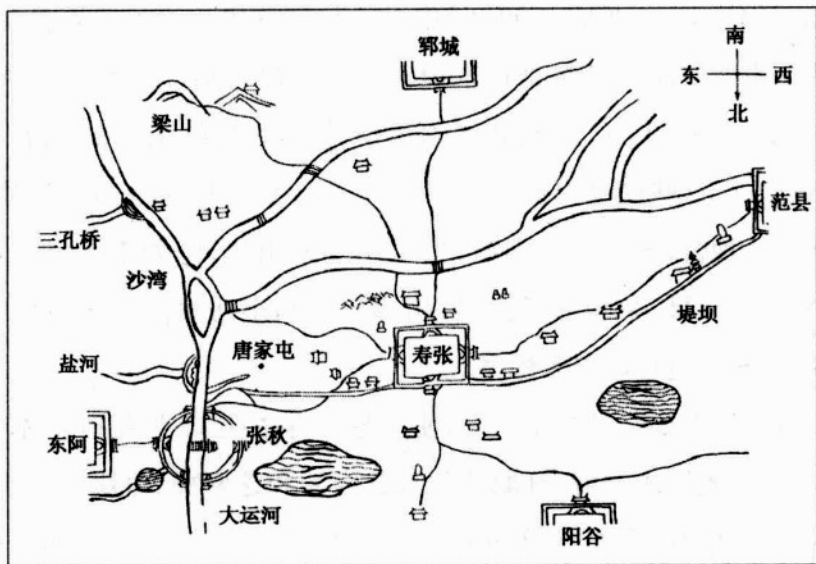 郓城
南
东
西
北
梁山
范县
三孔桥
沙湾
堤坝
唐家屯
寿张
盐河
东阿
张秋
大运河
阳谷